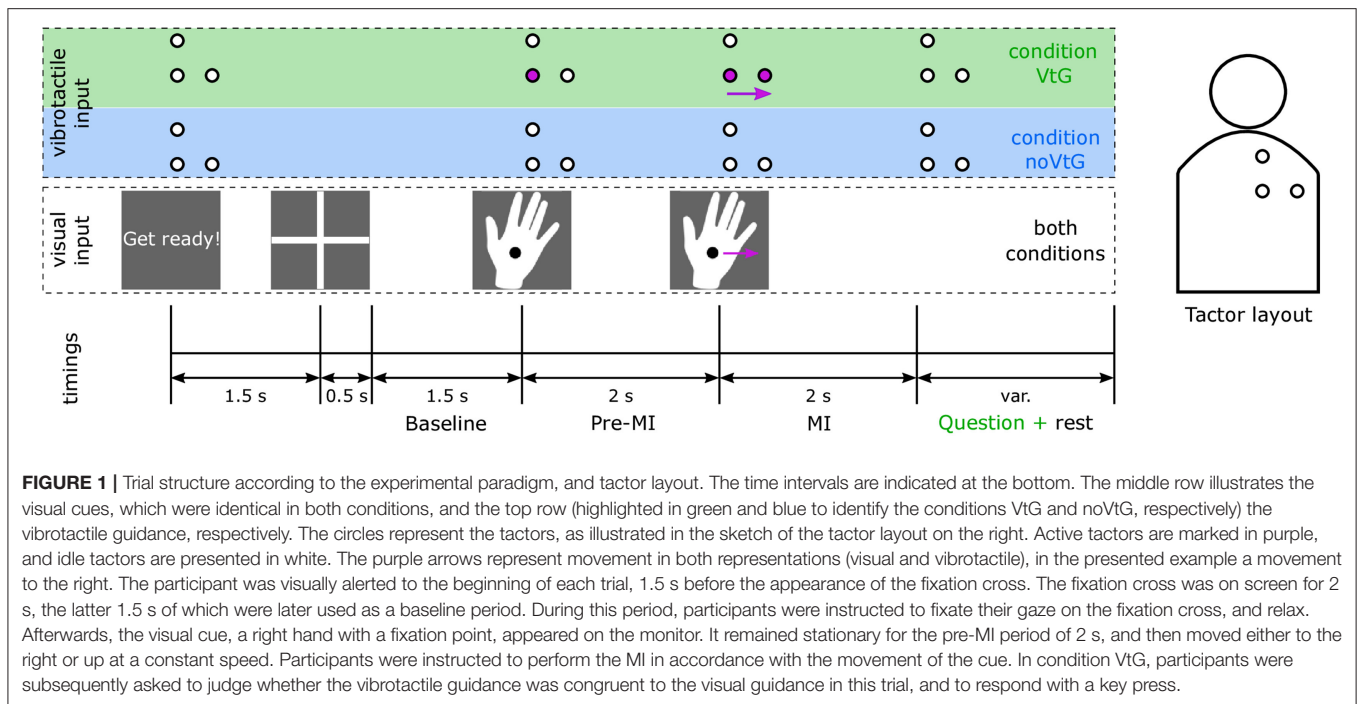 vibrotactile
input
condition
VtG
condition
noVtG
visual
input
Get ready!
both
conditions
Tactor layout
timings
1.5 s
0.5 s
1.5 s
2 s
2 s
var.
Baseline
Pre-MI
MI
Question + rest
FIGURE 1 | Trial structure according to the experimental paradigm, and tactor layout. The time intervals are indicated at the bottom. The middle row illustrates the
visual cues, which were identical in both conditions, and the top row (highlighted in green and blue to identify the conditions VtG and noVtG, respectively) the
vibrotactile guidance, respectively. The circles represent the tactors, as illustrated in the sketch of the tactor layout on the right. Active tactors are marked in purple,
and idle tactors are presented in white. The purple arrows represent movement in both representations (visual and vibrotactile), in the presented example a movement
to the right. The participant was visually alerted to the beginning of each trial, 1.5 s before the appearance of the fixation cross. The fixation cross was on screen for 2
s, the latter 1.5 s of which were later used as a baseline period. During this period, participants were instructed to fixate their gaze on the fixation cross, and relax.
Afterwards, the visual cue, a right hand with a fixation point, appeared on the monitor. It remained stationary for the pre-MI period of 2 s, and then moved either to the
right or up at a constant speed. Participants were instructed to perform the MI in accordance with the movement of the cue. In condition VtG, participants were
subsequently asked to judge whether the vibrotactile guidance was congruent to the visual guidance in this trial, and to respond with a key press.